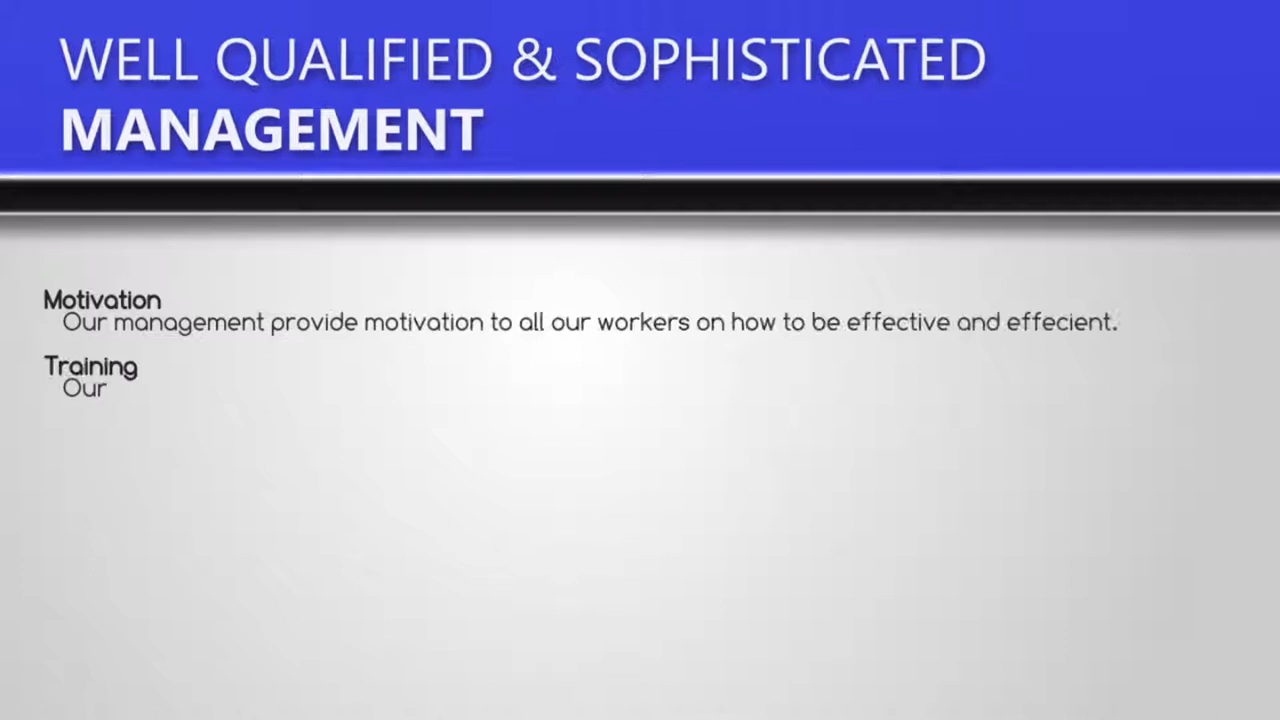 WELL QUALIFIED & SOPHISTICATED
MANAGEMENT
Motivation
Our management provide motivation to all our workers on how to be effective and effecient.
Training
Our